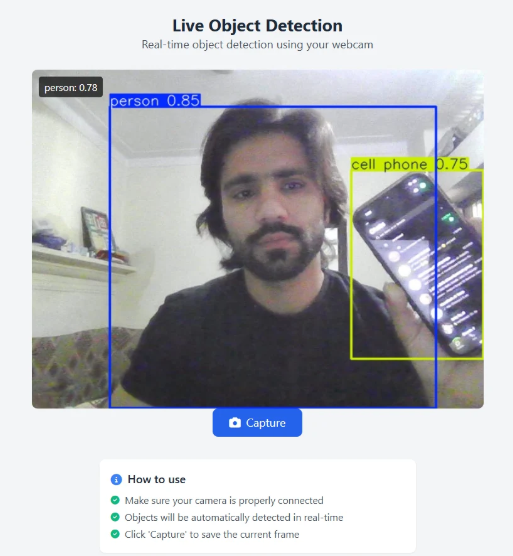 Live Object Detection
Real-time object detection using your webcam
person: 0.78
person 0.85
cell phone 0.75
Capture
How to use
Make sure your camera is properly connected
Objects will be automatically detected in real-time
Click 'Capture' to save the current frame